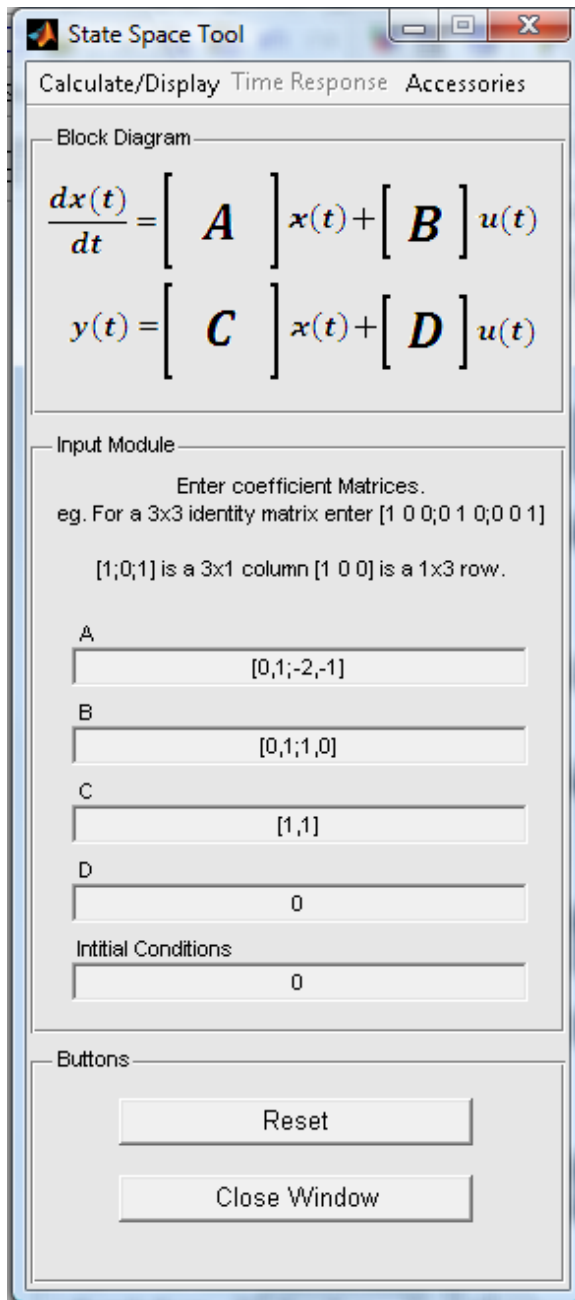 State Space Tool
Calculate/Display Time Response Accessories
Block Diagram
dx(t)/dt = [ A ] x(t) + [ B ] u(t)
y(t) = [ C ] x(t) + [ D ] u(t)
Input Module
Enter coefficient Matrices.
eg. For a 3x3 identity matrix enter [1 0 0;0 1 0;0 0 1]
[1;0;1] is a 3x1 column [1 0 0] is a 1x3 row.
A
[0,1;-2,-1]
B
[0,1;1,0]
C
[1,1]
D
0
Intitial Conditions
0
Buttons
Reset
Close Window